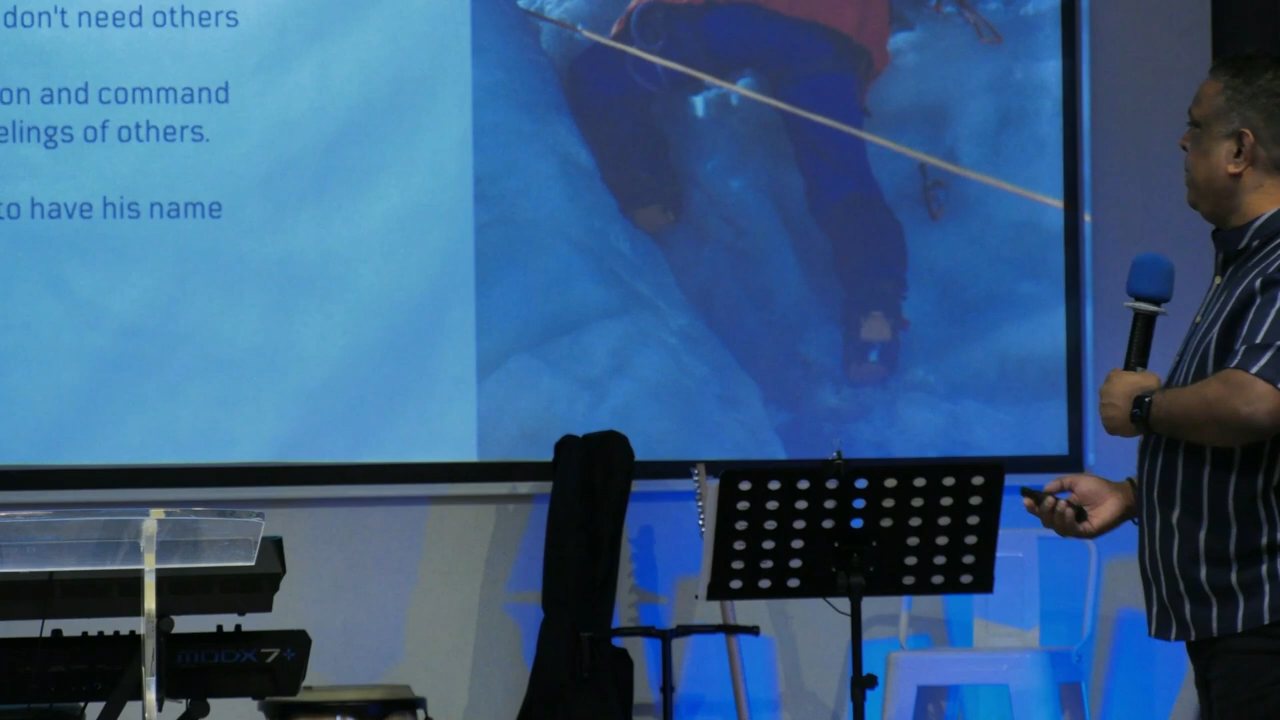 don't need others
on and command
elings of others.
to have his name
MODX7+